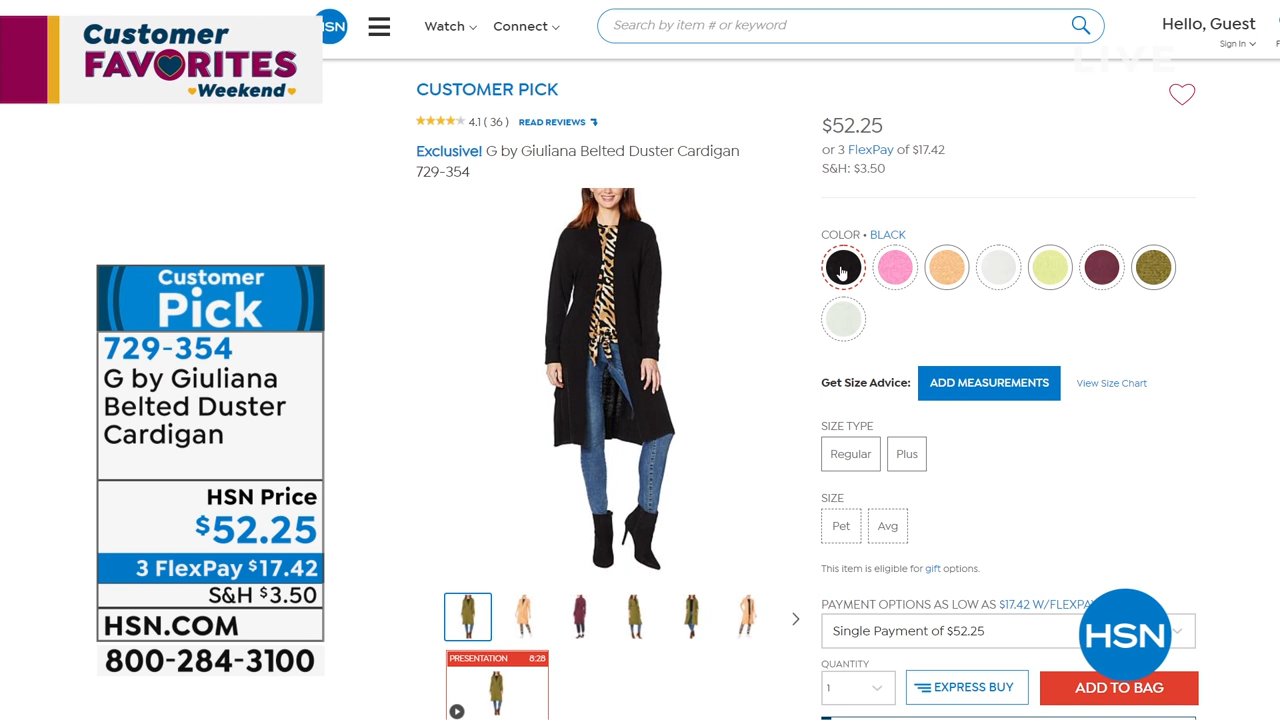 Customer
FAVORITES
Weekend
HSN
Watch
Connect
Search by item # or keyword
Hello, Guest
Sign In
LIVE
CUSTOMER PICK
4.1 ( 36 ) READ REVIEWS
Exclusive! G by Giuliana Belted Duster Cardigan
729-354
$52.25
or 3 FlexPay of $17.42
S&H: $3.50
COLOR • BLACK
Get Size Advice: ADD MEASUREMENTS View Size Chart
SIZE TYPE
Regular Plus
SIZE
Pet Avg
This item is eligible for gift options.
PAYMENT OPTIONS AS LOW AS $17.42 W/FLEXPA
Single Payment of $52.25
HSN
QUANTITY
1
EXPRESS BUY
ADD TO BAG
PRESENTATION 8:28
Customer
Pick
729-354
G by Giuliana
Belted Duster
Cardigan
HSN Price
$52.25
3 FlexPay $17.42
S&H $3.50
HSN.COM
800-284-3100